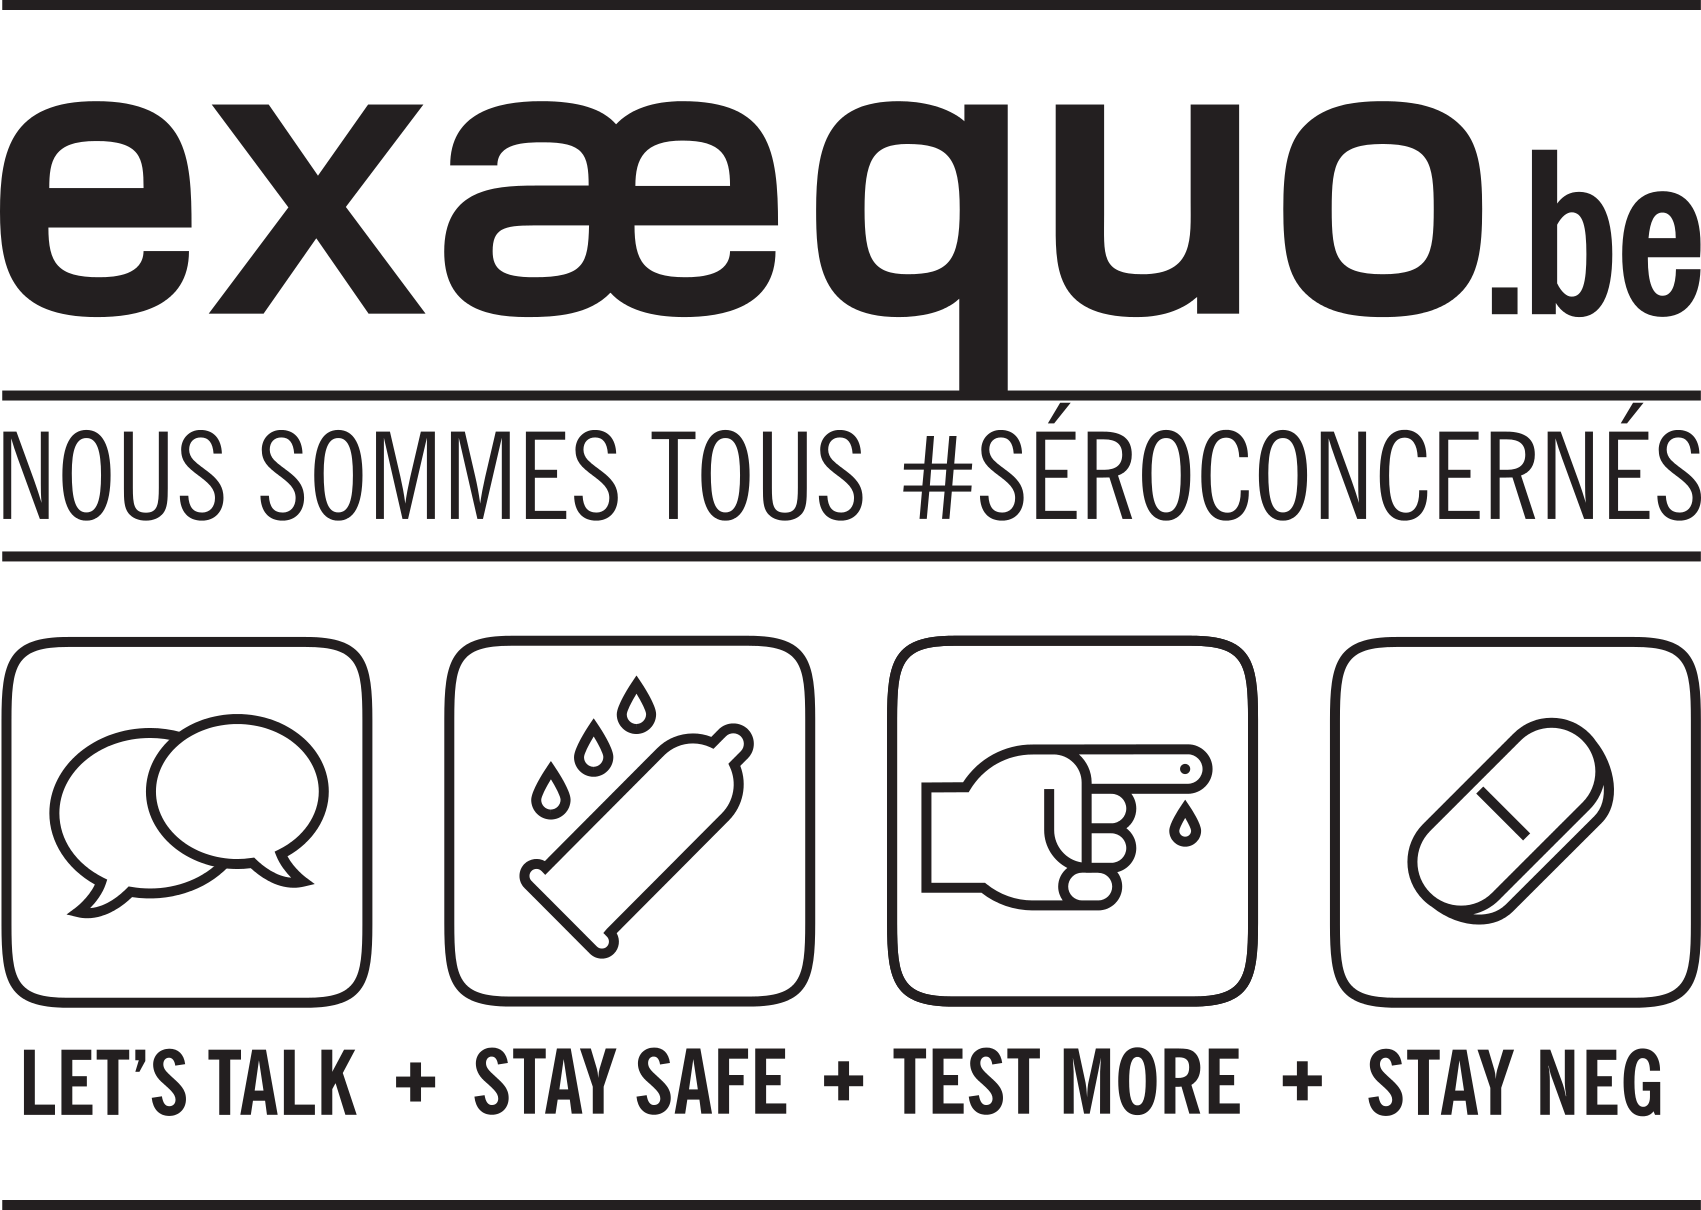 exæquo.be
NOUS SOMMES TOUS #SÉROCONCERNÉS
LET’S TALK + STAY SAFE + TEST MORE + STAY NEG